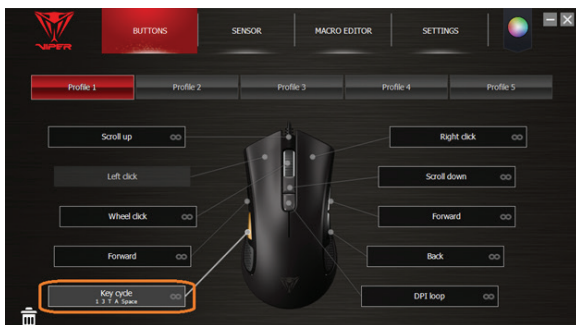 VIPER
BUTTONS
SENSOR
MACRO EDITOR
SETTINGS
Profile 1
Profile 2
Profile 3
Profile 4
Profile 5
Scroll up
Right click
Left click
Scroll down
Wheel click
Forward
Forward
Back
Key cycle
1 3 T A Space
DPI loop